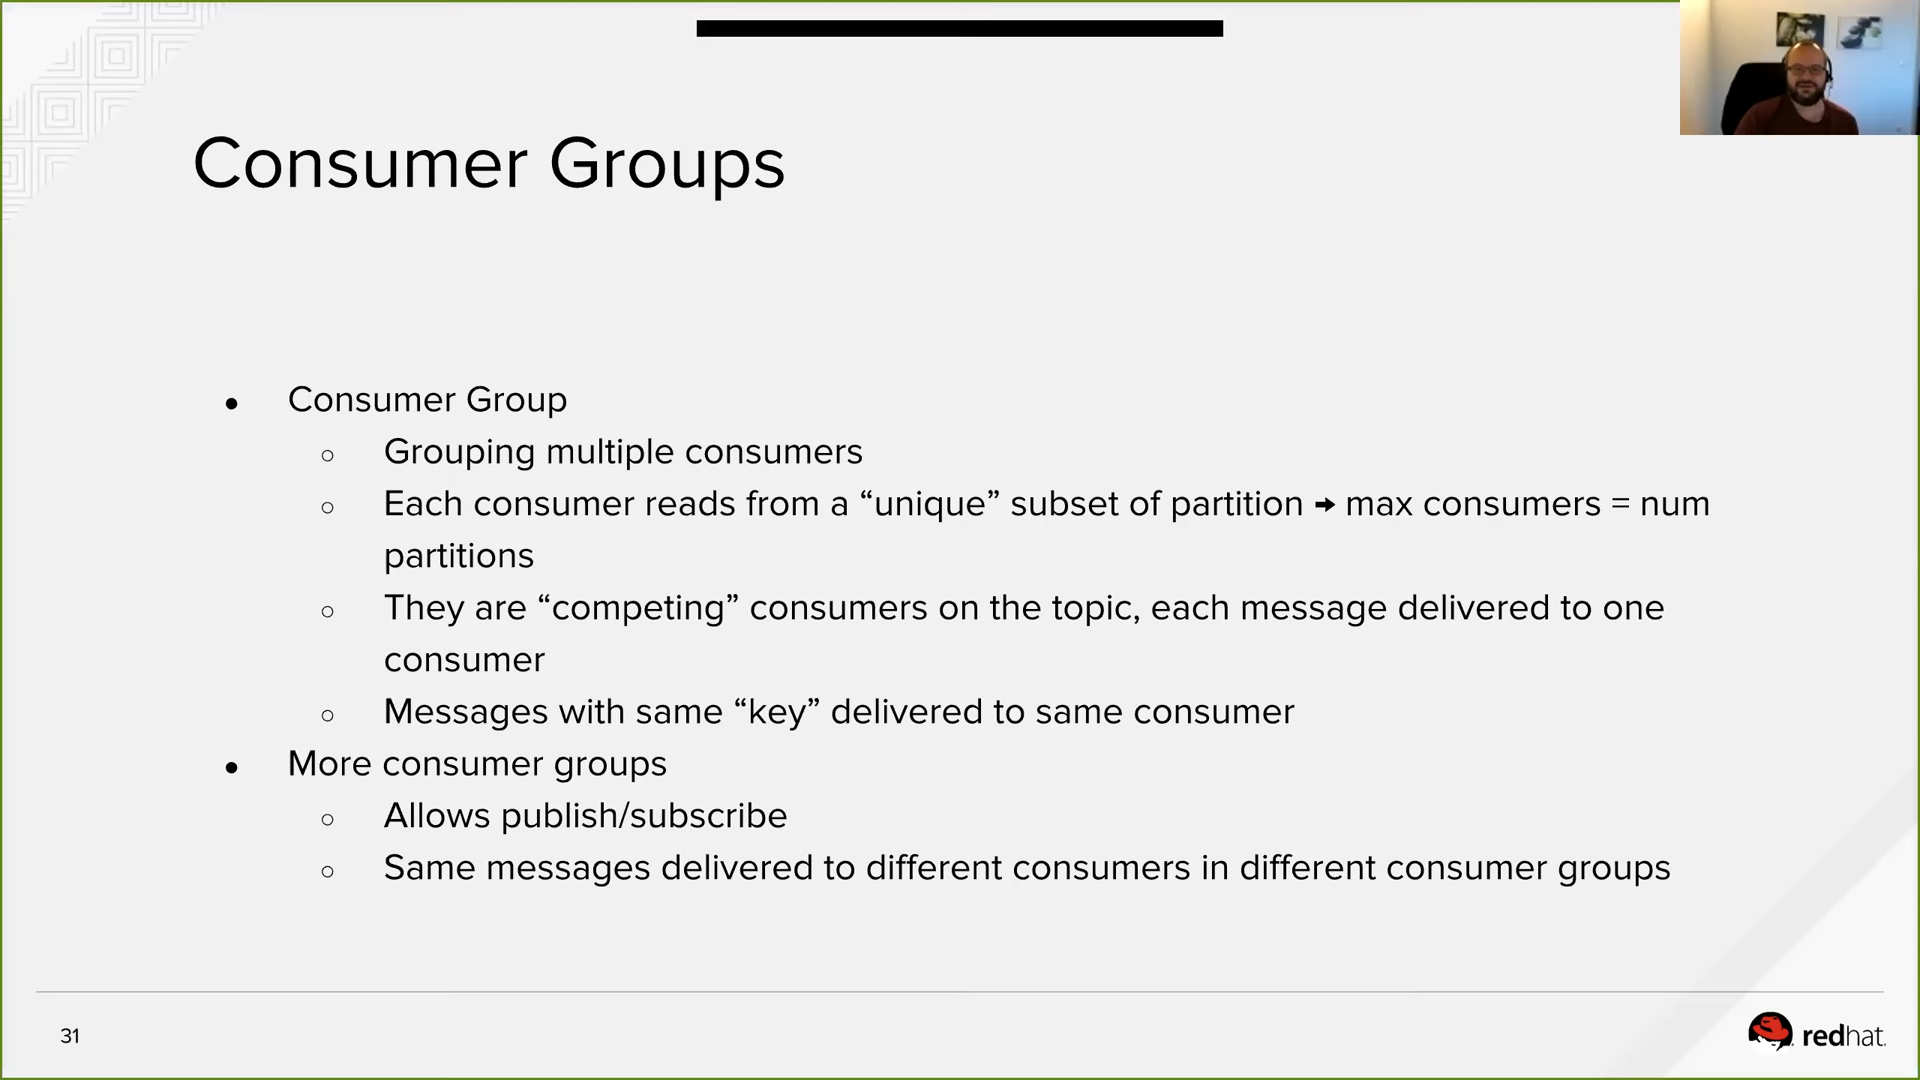 Consumer Groups
● Consumer Group
○ Grouping multiple consumers
○ Each consumer reads from a “unique” subset of partition → max consumers = num
partitions
○ They are “competing” consumers on the topic, each message delivered to one
consumer
○ Messages with same “key” delivered to same consumer
● More consumer groups
○ Allows publish/subscribe
○ Same messages delivered to different consumers in different consumer groups
31
redhat.